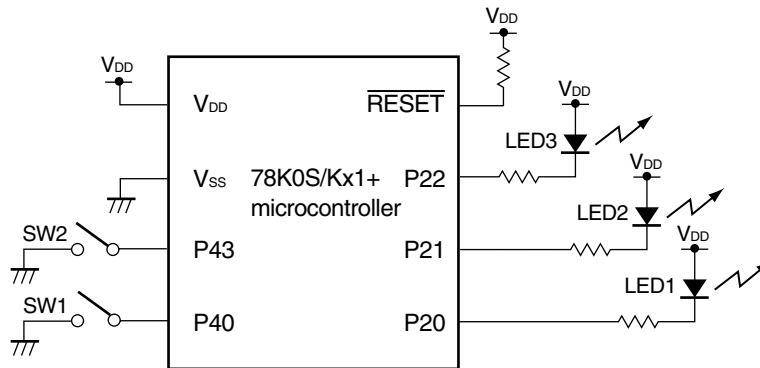 VDD
VDD
VDD
RESET
VDD
LED3
VSS
78K0S/Kx1+
microcontroller
P22
VDD
LED2
SW2
P43
P21
VDD
LED1
SW1
P40
P20